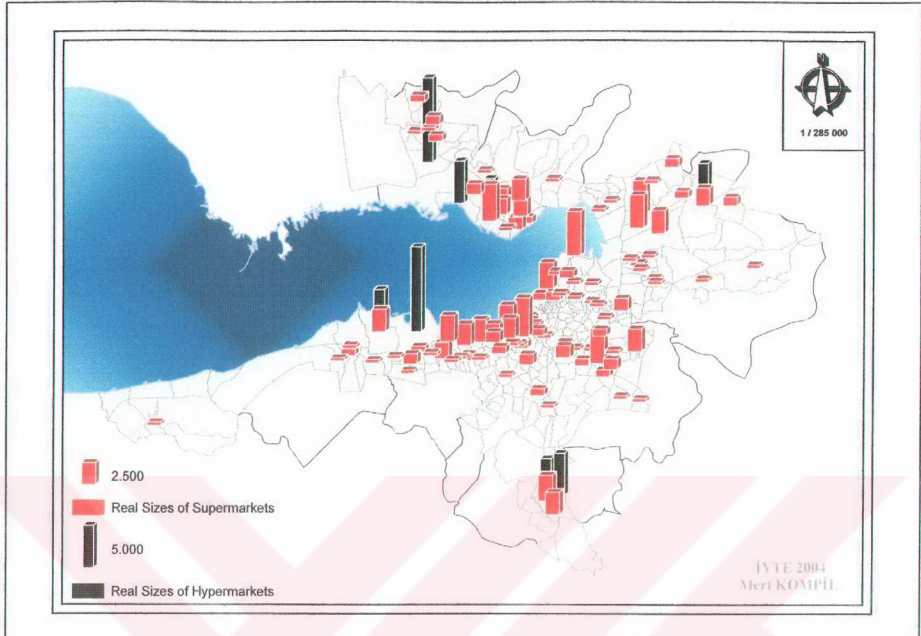 N
1 / 285 000
2.500
Real Sizes of Supermarkets
5.000
Real Sizes of Hypermarkets
İYTE 2004
Mert KOMPİL